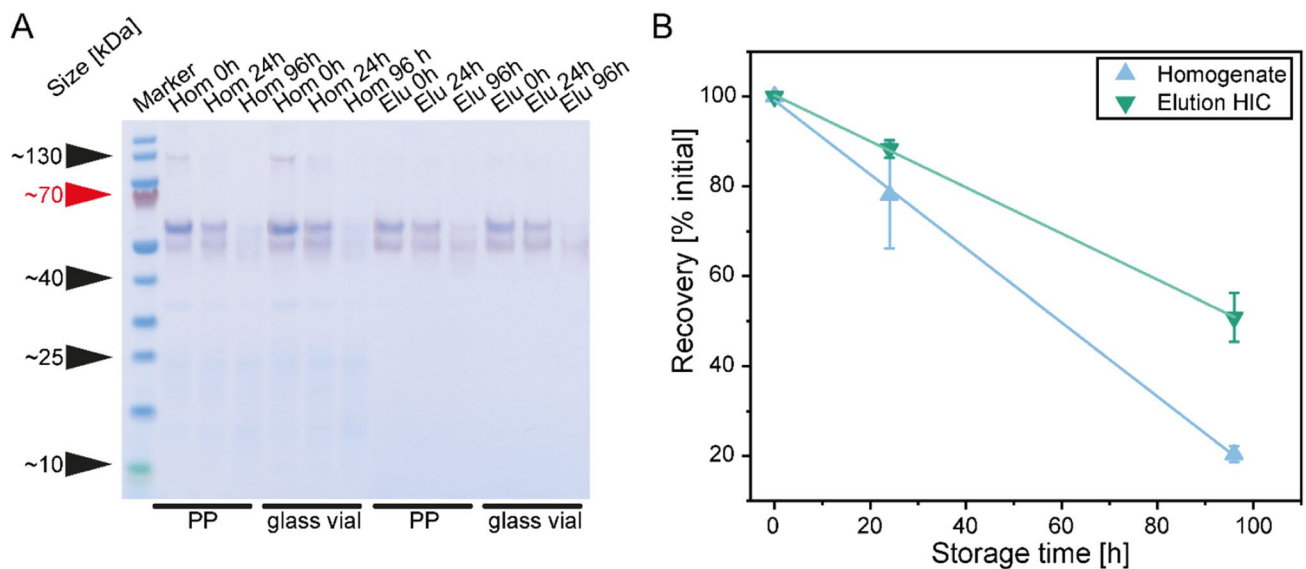 A
Size [kDa]
Marker
Hom 0h
Hom 24h
Hom 96h
Hom 0h
Hom 24h
Hom 96 h
Elu 0h
Elu 24h
Elu 96h
Elu 0h
Elu 24h
Elu 96h
~130
~70
~40
~25
~10
PP
glass vial
PP
glass vial
B
Homogenate
Elution HIC
Recovery [% initial]
100
80
60
40
20
0
20
40
60
80
100
Storage time [h]